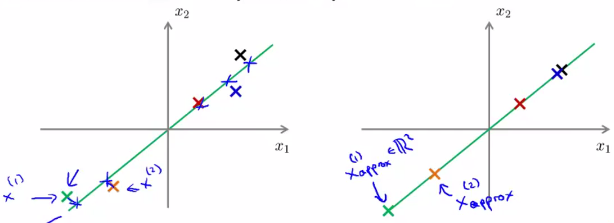 x₂
x₁
x⁽¹⁾
x⁽²⁾
x₂
x₁
x⁽¹⁾approx ∈ℝ²
x⁽²⁾approx